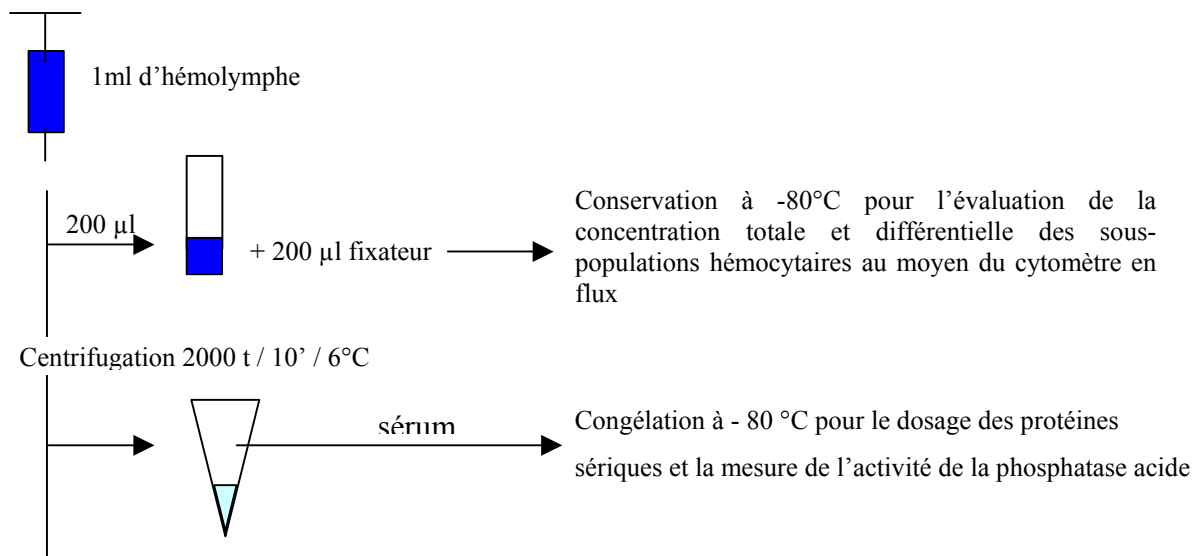 1ml d’hémolymphe
200 µl
+ 200 µl fixateur
Conservation à -80°C pour l’évaluation de la
concentration totale et différentielle des sous-
populations hémocytaires au moyen du cytomètre en
flux
Centrifugation 2000 t / 10’ / 6°C
sérum
Congélation à - 80 °C pour le dosage des protéines
sériques et la mesure de l’activité de la phosphatase acide